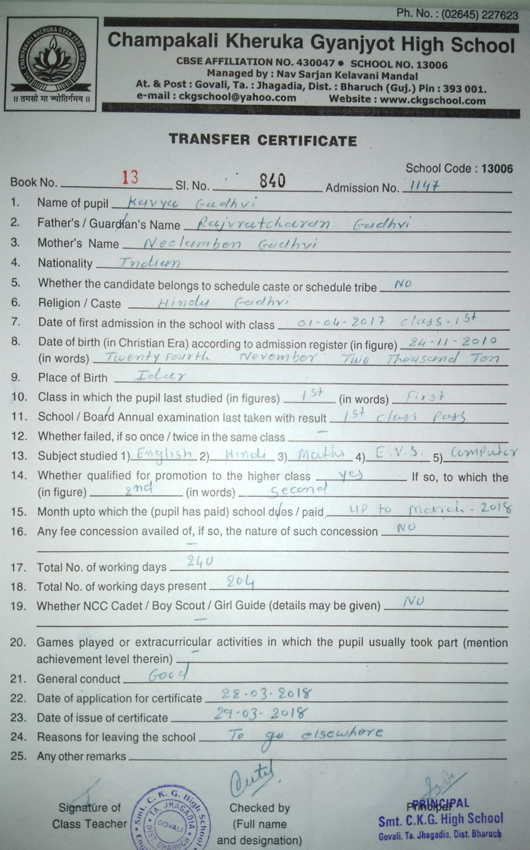 Ph. No. : (02645) 227623
CHAMPAKALI KHERUKA GYANJYOT HIGH SCHOOL
॥ तमसो मा ज्योतिर्गमय ॥
Champakali Kheruka Gyanjyot High School
CBSE AFFILIATION NO. 430047 • SCHOOL NO. 13006
Managed by : Nav Sarjan Kelavani Mandal
At. & Post : Govali, Ta. : Jhagadia, Dist. : Bharuch (Guj.) Pin : 393 001.
e-mail : ckgschool@yahoo.com Website : www.ckgschool.com
TRANSFER CERTIFICATE
School Code : 13006
Book No. 13 Sl. No. 840 Admission No. 1147
1. Name of pupil Kavya Gadhvi
2. Father's / Guardian's Name Rajvratcharan Gadhvi
3. Mother's Name Neelamben Gadhvi
4. Nationality Indian
5. Whether the candidate belongs to schedule caste or schedule tribe NO
6. Religion / Caste Hindu Gadhvi
7. Date of first admission in the school with class 01-04-2017 class-1st
8. Date of birth (in Christian Era) according to admission register (in figure) 24-11-2010
(in words) Twenty Fourth November Two Thousand Ten
9. Place of Birth Idar
10. Class in which the pupil last studied (in figures) 1st (in words) First
11. School / Board Annual examination last taken with result 1st class Pass
12. Whether failed, if so once / twice in the same class –
13. Subject studied 1) English 2) Hindi 3) Maths 4) E.V.S. 5) Computer
14. Whether qualified for promotion to the higher class yes If so, to which the
(in figure) 2nd (in words) second
15. Month upto which the (pupil has paid) school dues / paid UP to March-2018
16. Any fee concession availed of, if so, the nature of such concession NO
–
17. Total No. of working days 240
18. Total No. of working days present 204
19. Whether NCC Cadet / Boy Scout / Girl Guide (details may be given) NO
–
20. Games played or extracurricular activities in which the pupil usually took part (mention
achievement level therein) –
21. General conduct Good
22. Date of application for certificate 28-03-2018
23. Date of issue of certificate 29-03-2018
24. Reasons for leaving the school To go elsewhere
25. Any other remarks
Signature of
Class Teacher
Smt. C. K. G. High School
TA. JHAGADIA
GOVALI
Checked by
(Full name
and designation)
Principal
PRINCIPAL
Smt. C.K.G. High School
Govali, Ta. Jhagadia, Dist. Bharuch